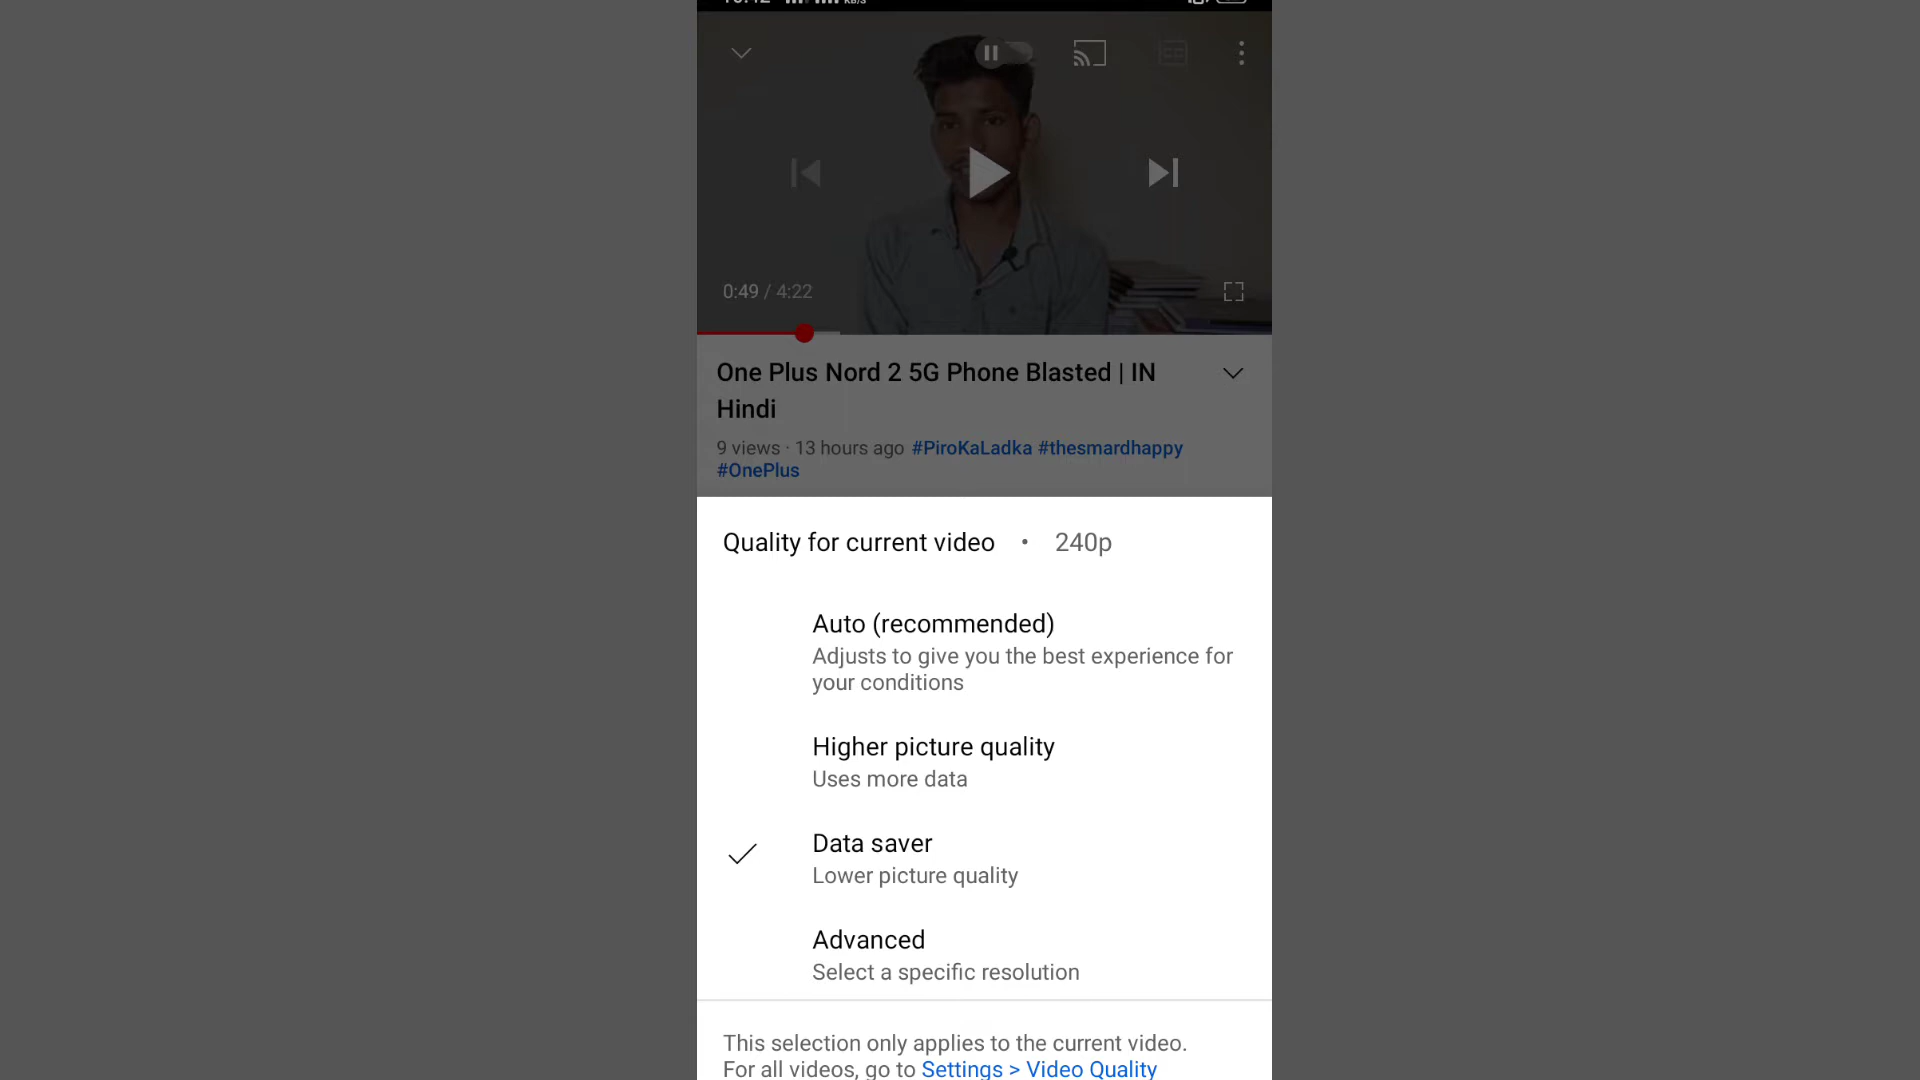 0:49 / 4:22
One Plus Nord 2 5G Phone Blasted | IN
Hindi
9 views · 13 hours ago #PiroKaLadka #thesmardhappy
#OnePlus
Quality for current video • 240p
Auto (recommended)
Adjusts to give you the best experience for
your conditions
Higher picture quality
Uses more data
Data saver
Lower picture quality
Advanced
Select a specific resolution
This selection only applies to the current video.
For all videos, go to Settings > Video Quality